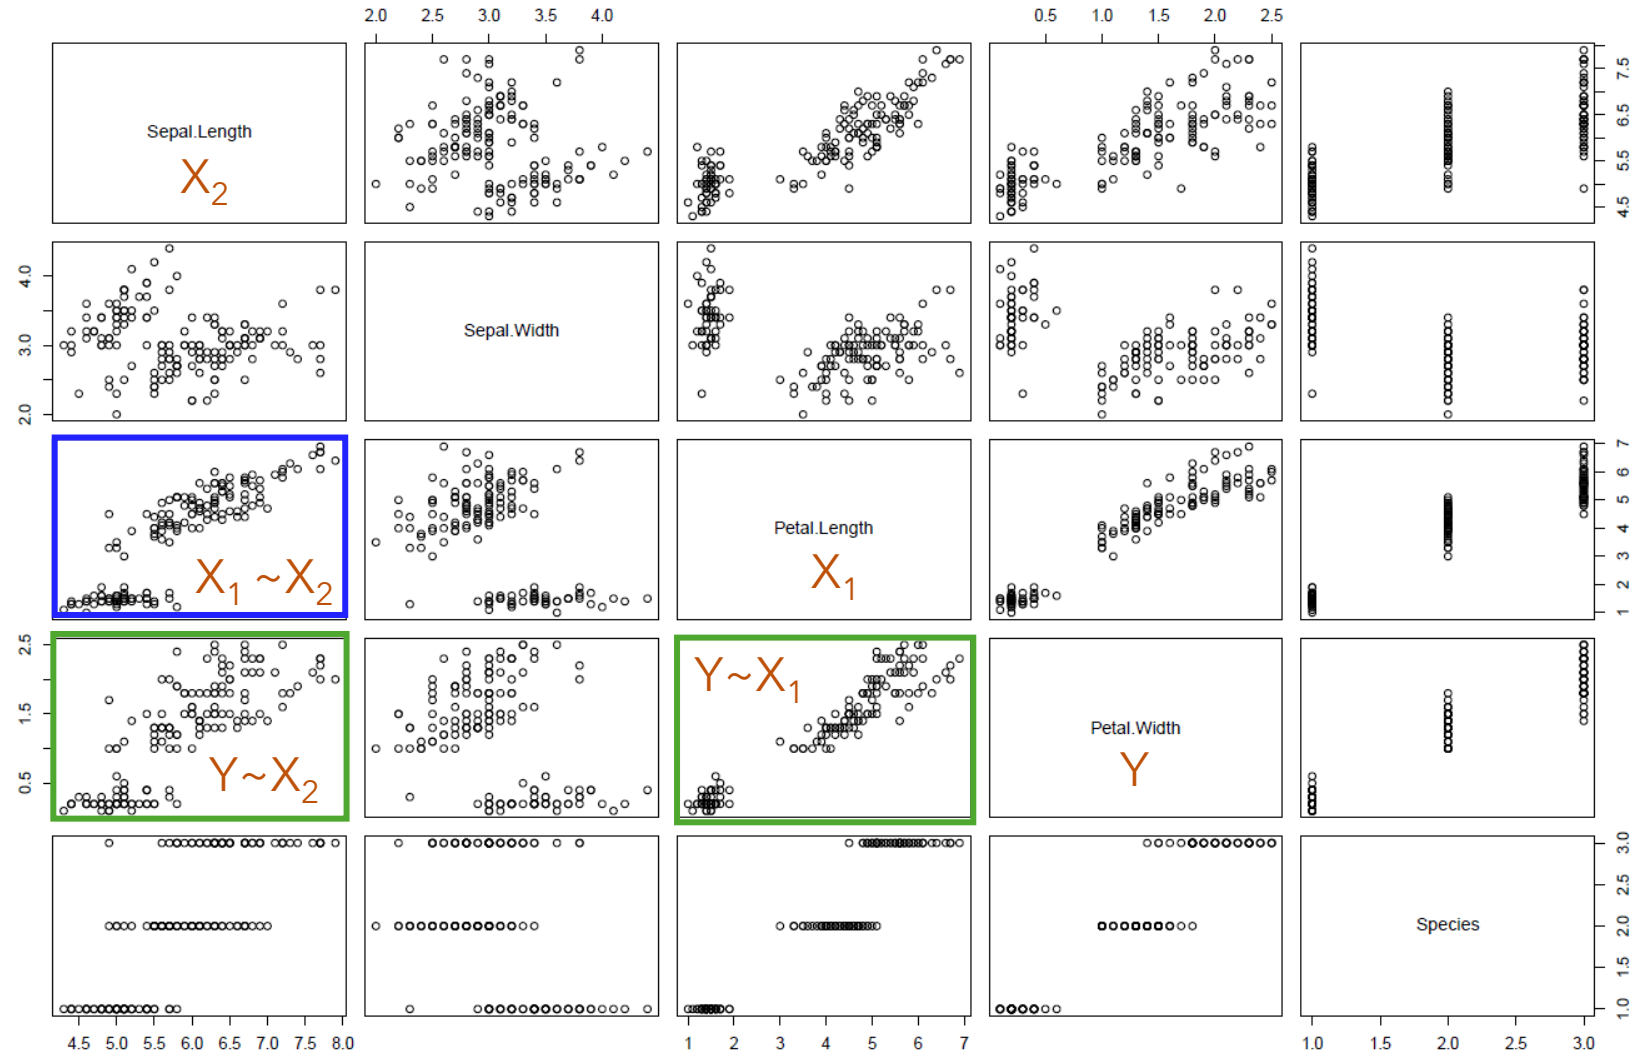 2.0 2.5 3.0 3.5 4.0
0.5 1.0 1.5 2.0 2.5
Sepal.Length
X2
4.5 5.5 6.5 7.5
2.0 3.0 4.0
Sepal.Width
X1 ~X2
Petal.Length
X1
1 2 3 4 5 6 7
0.5 1.5 2.5
Y~X2
Y~X1
Petal.Width
Y
Species
1.0 1.5 2.0 2.5 3.0
4.5 5.0 5.5 6.0 6.5 7.0 7.5 8.0
1 2 3 4 5 6 7
1.0 1.5 2.0 2.5 3.0